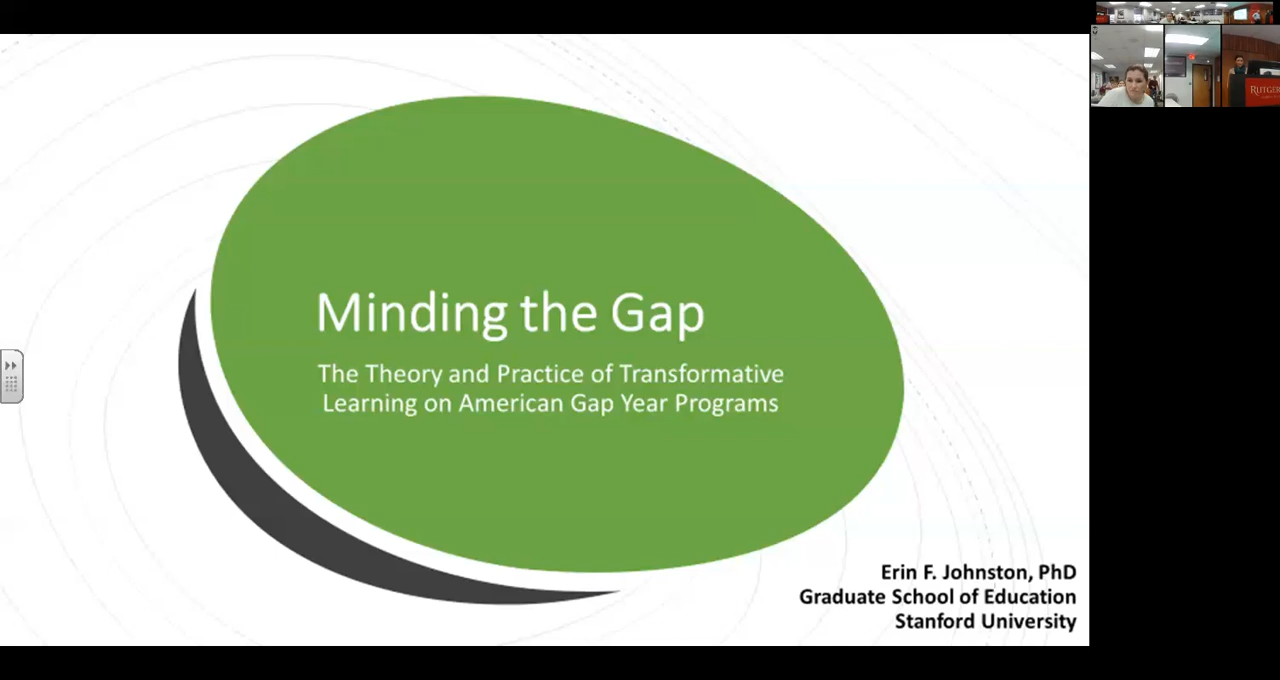 Minding the Gap
The Theory and Practice of Transformative
Learning on American Gap Year Programs
Erin F. Johnston, PhD
Graduate School of Education
Stanford University
RUTGER